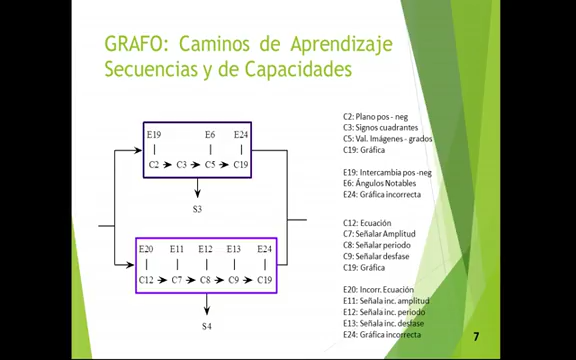 GRAFO: Caminos de Aprendizaje
Secuencias y de Capacidades
E19 E6 E24
C2 C3 C5 C19
S3
E20 E11 E12 E13 E24
C12 C7 C8 C9 C19
S4
C2: Plano pos - neg
C3: Signos cuadrantes
C5: Val. Imágenes - grados
C19: Gráfica
E19: Intercambia pos -neg
E6: Ángulos Notables
E24: Gráfica incorrecta
C12: Ecuación
C7: Señalar Amplitud
C8: Señalar periodo
C9: Señalar desfase
C19: Gráfica
E20: Incorr. Ecuación
E11: Señala inc. amplitud
E12: Señala inc. periodo
E13: Señala inc. desfase
E24: Gráfica incorrecta
7